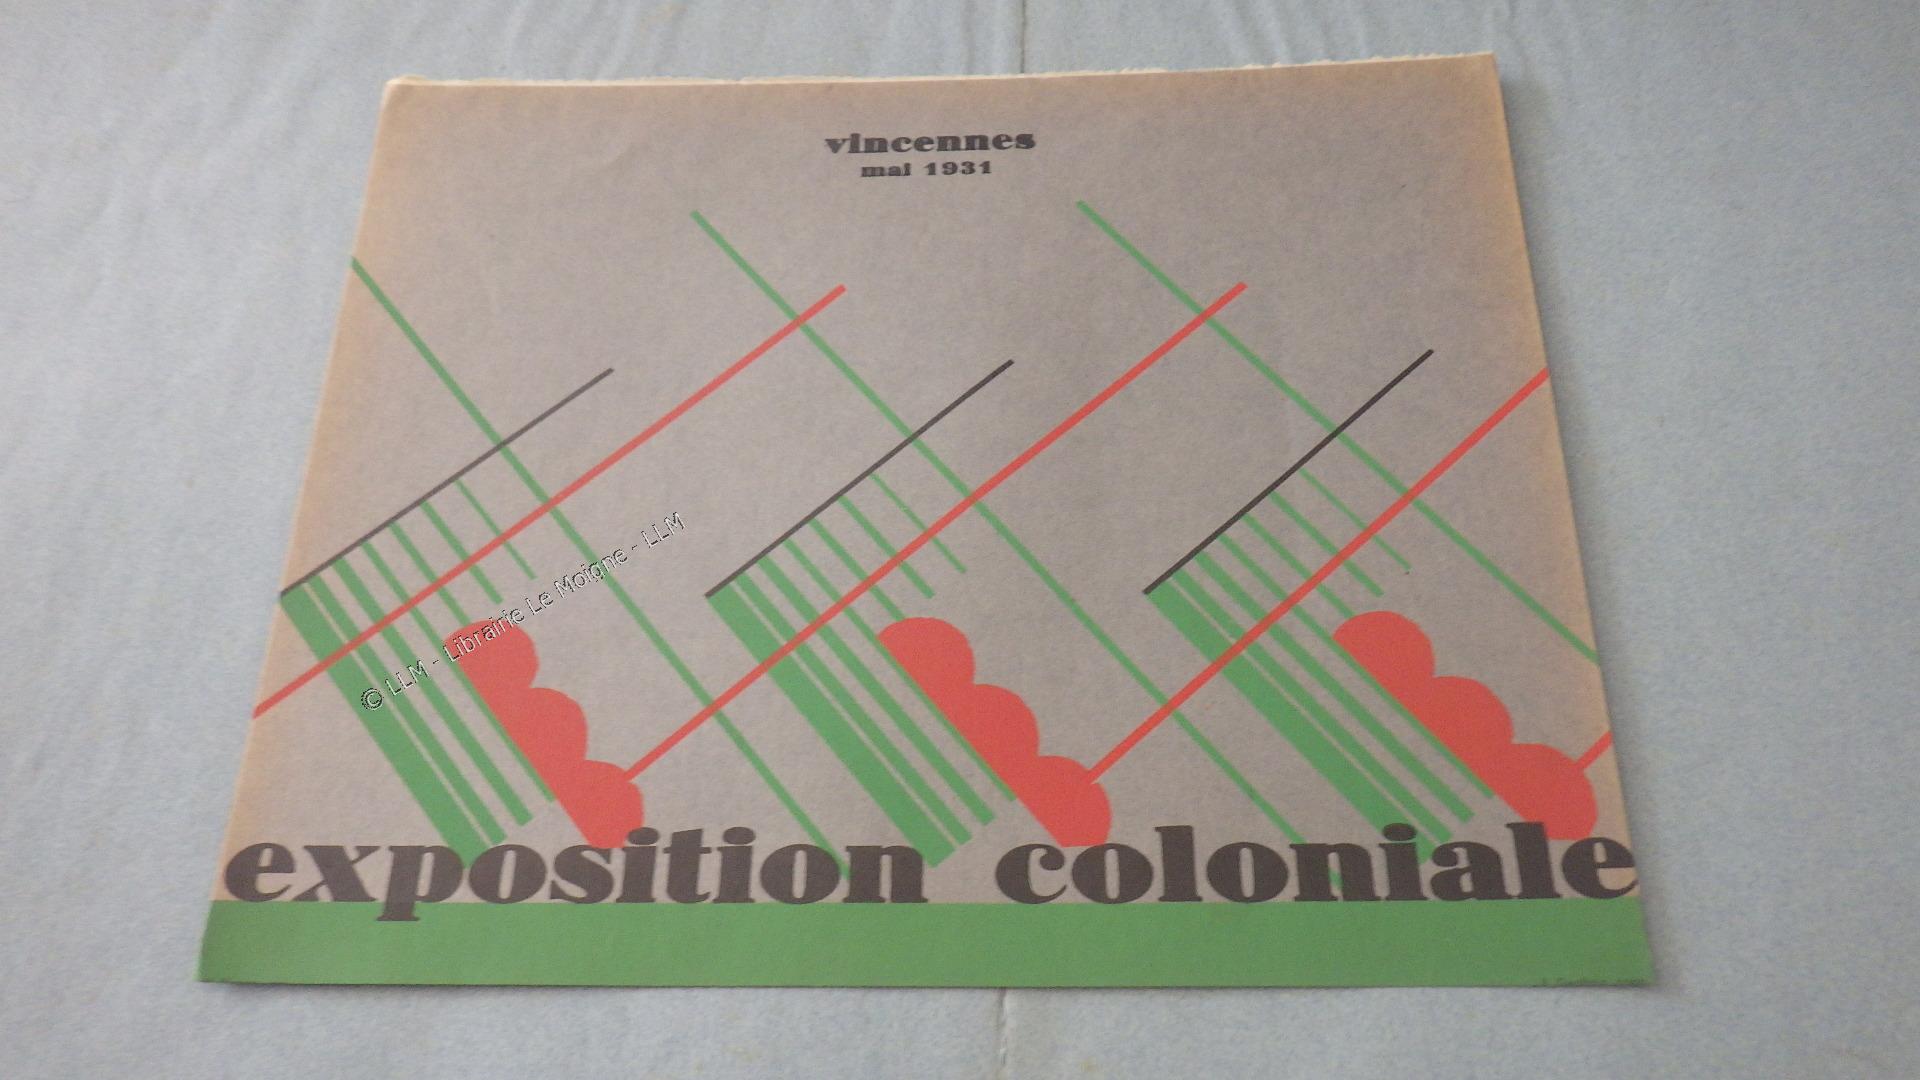 vincennes
mai 1931
© LLM - Librairie Le Moigne - LLM
exposition coloniale